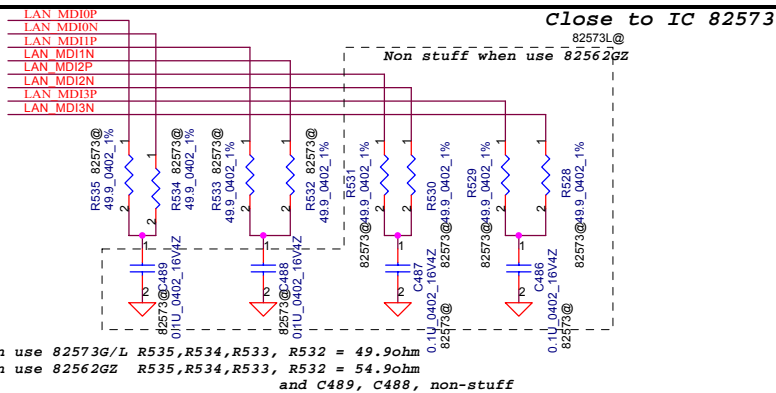 Close to IC 82573
82573L@
Non stuff when use 82562GZ
LAN_MDI0P
LAN_MDI0N
LAN_MDI1P
LAN_MDI1N
LAN_MDI2P
LAN_MDI2N
LAN_MDI3P
LAN_MDI3N
1
1
1
1
1
1
1
1
R535 82573@
49.9_0402_1%
R534 82573@
49.9_0402_1%
R533 82573@
49.9_0402_1%
R532 82573@
49.9_0402_1%
R531
82573@49.9_0402_1%
R530
82573@49.9_0402_1%
R529
82573@49.9_0402_1%
R528
82573@49.9_0402_1%
2
2
2
2
2
2
2
2
1
1
1
1
82573@C489
0.1U_0402_16V4Z
82573@C488
0.1U_0402_16V4Z
C487
0.1U_0402_16V4Z
82573@
C486
0.1U_0402_16V4Z
82573@
2
2
2
2
n use 82573G/L R535,R534,R533, R532 = 49.9ohm
n use 82562GZ R535,R534,R533, R532 = 54.9ohm
and C489, C488, non-stuff